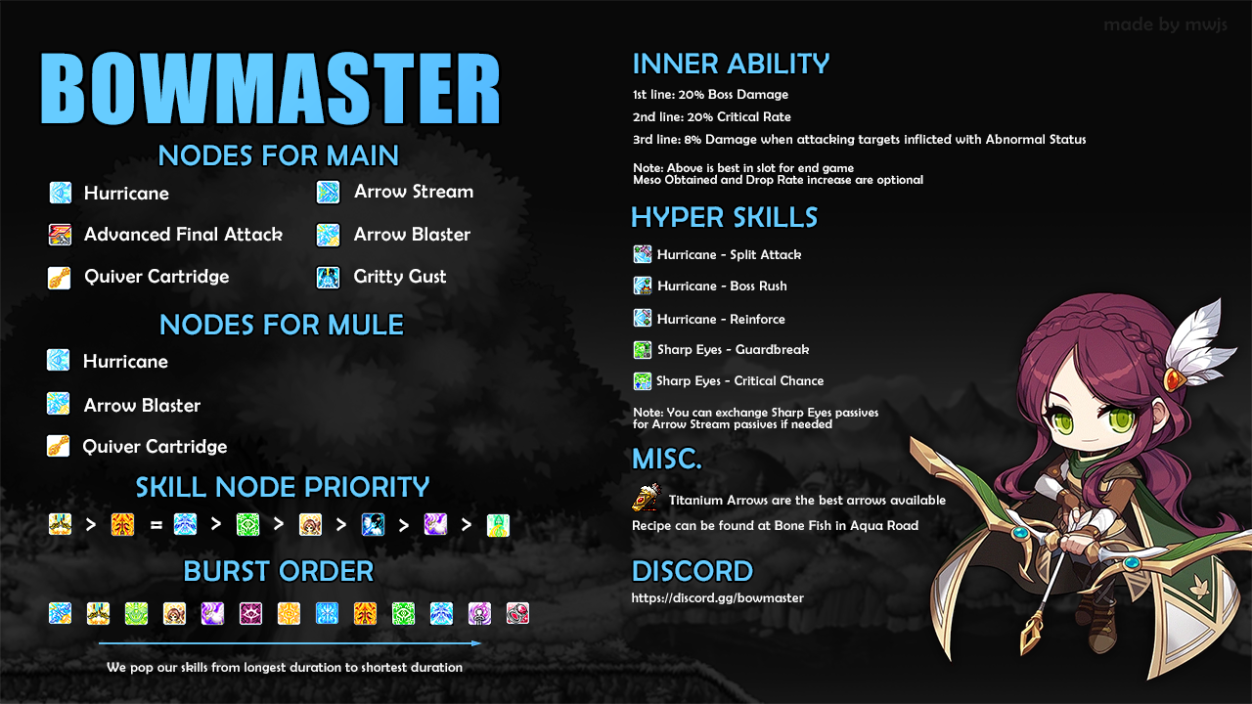 made by mwjs
BOWMASTER
NODES FOR MAIN
Hurricane
Arrow Stream
Advanced Final Attack
Arrow Blaster
Quiver Cartridge
Gritty Gust
NODES FOR MULE
Hurricane
Arrow Blaster
Quiver Cartridge
SKILL NODE PRIORITY
> = > > > > >
BURST ORDER
We pop our skills from longest duration to shortest duration
INNER ABILITY
1st line: 20% Boss Damage
2nd line: 20% Critical Rate
3rd line: 8% Damage when attacking targets inflicted with Abnormal Status
Note: Above is best in slot for end game
Meso Obtained and Drop Rate increase are optional
HYPER SKILLS
Hurricane - Split Attack
Hurricane - Boss Rush
Hurricane - Reinforce
Sharp Eyes - Guardbreak
Sharp Eyes - Critical Chance
Note: You can exchange Sharp Eyes passives
for Arrow Stream passives if needed
MISC.
Titanium Arrows are the best arrows available
Recipe can be found at Bone Fish in Aqua Road
DISCORD
https://discord.gg/bowmaster